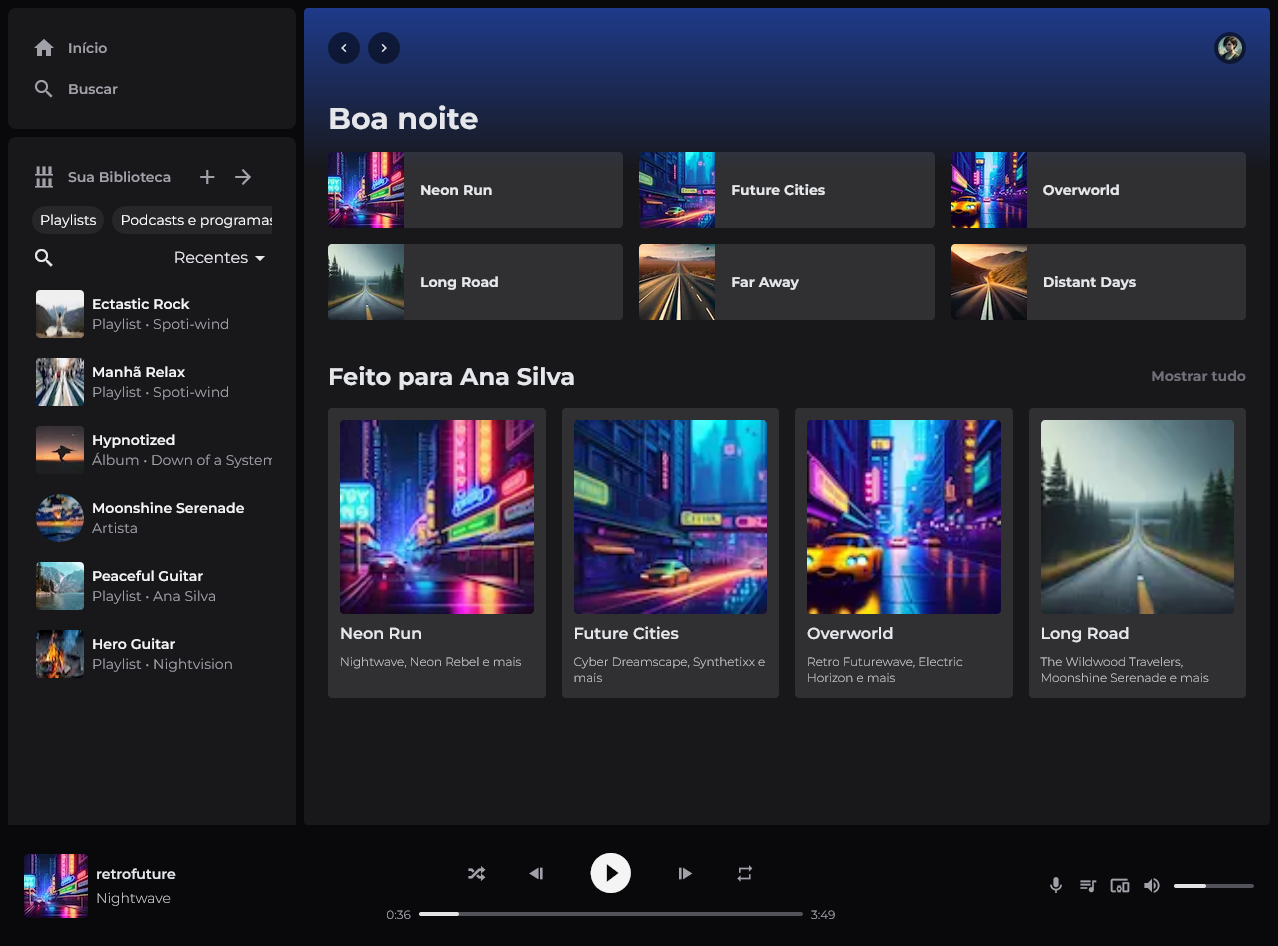 Início
Buscar
Sua Biblioteca
Playlists
Podcasts e programas
Recentes
Ectastic Rock
Playlist • Spoti-wind
Manhã Relax
Playlist • Spoti-wind
Hypnotized
Álbum • Down of a System
Moonshine Serenade
Artista
Peaceful Guitar
Playlist • Ana Silva
Hero Guitar
Playlist • Nightvision
Boa noite
Neon Run
Future Cities
Overworld
Long Road
Far Away
Distant Days
Feito para Ana Silva
Mostrar tudo
Neon Run
Nightwave, Neon Rebel e mais
Future Cities
Cyber Dreamscape, Synthetixx e
mais
Overworld
Retro Futurewave, Electric
Horizon e mais
Long Road
The Wildwood Travelers,
Moonshine Serenade e mais
retrofuture
Nightwave
0:36
3:49